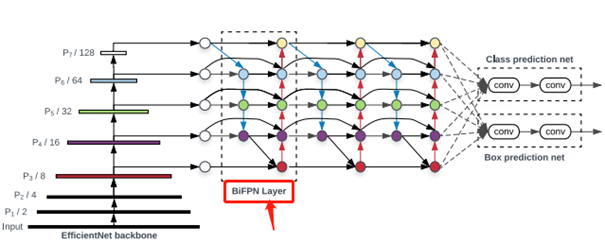 P7 / 128
P6 / 64
P5 / 32
P4 / 16
P3 / 8
P2 / 4
P1 / 2
Input
EfficientNet backbone
BiFPN Layer
Class prediction net
conv conv
conv conv
Box prediction net